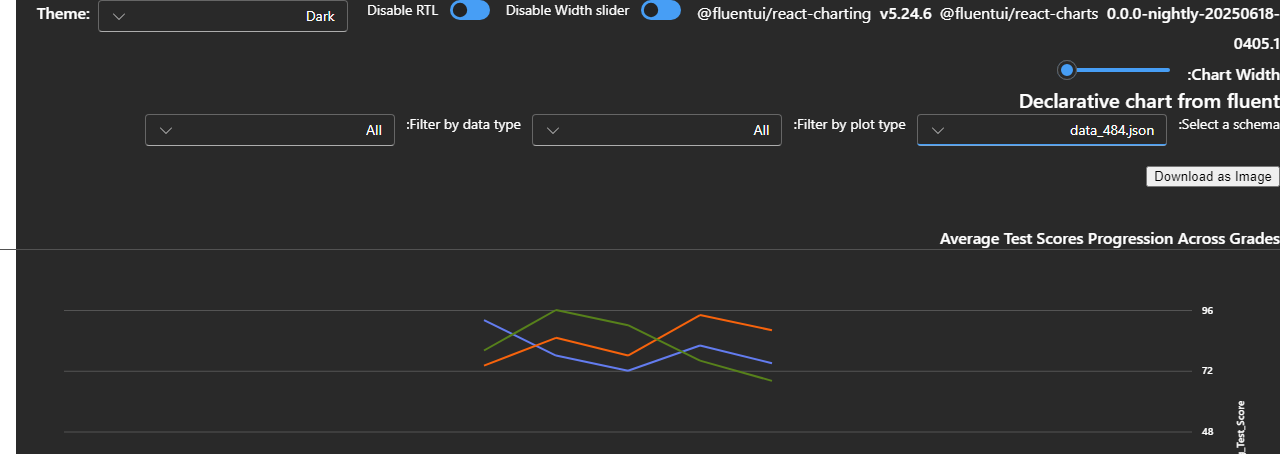 Theme:
Dark
Disable RTL
Disable Width slider
@fluentui/react-charting v5.24.6 @fluentui/react-charts 0.0.0-nightly-20250618-
0405.1
:Chart Width
Declarative chart from fluent
:Select a schema
data_484.json
:Filter by plot type
All
:Filter by data type
All
Download as Image
Average Test Scores Progression Across Grades
96
72
48
_Test_Score